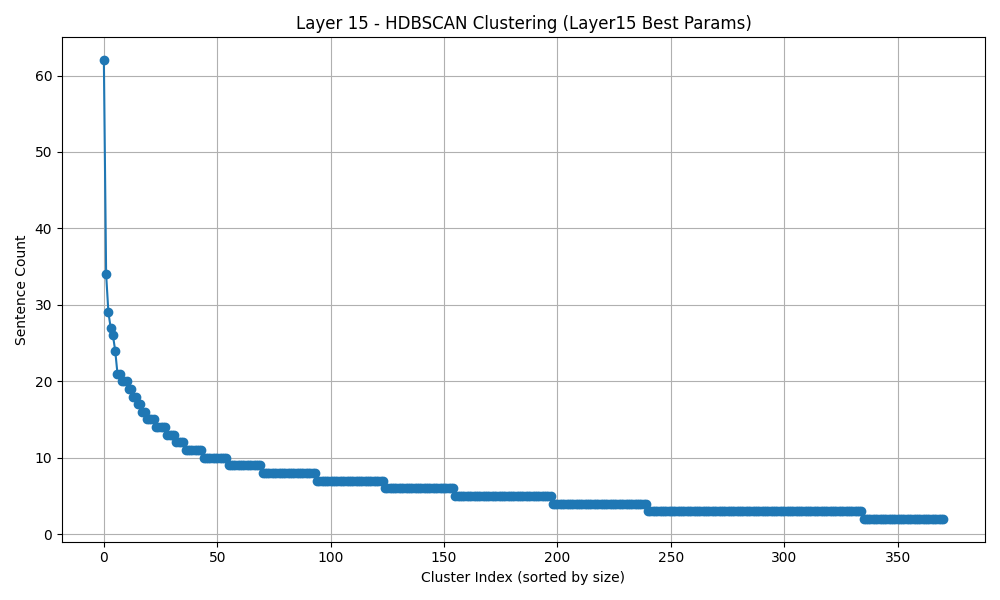 Layer 15 - HDBSCAN Clustering (Layer15 Best Params)
Sentence Count
60
50
40
30
20
10
0
0 50 100 150 200 250 300 350
Cluster Index (sorted by size)